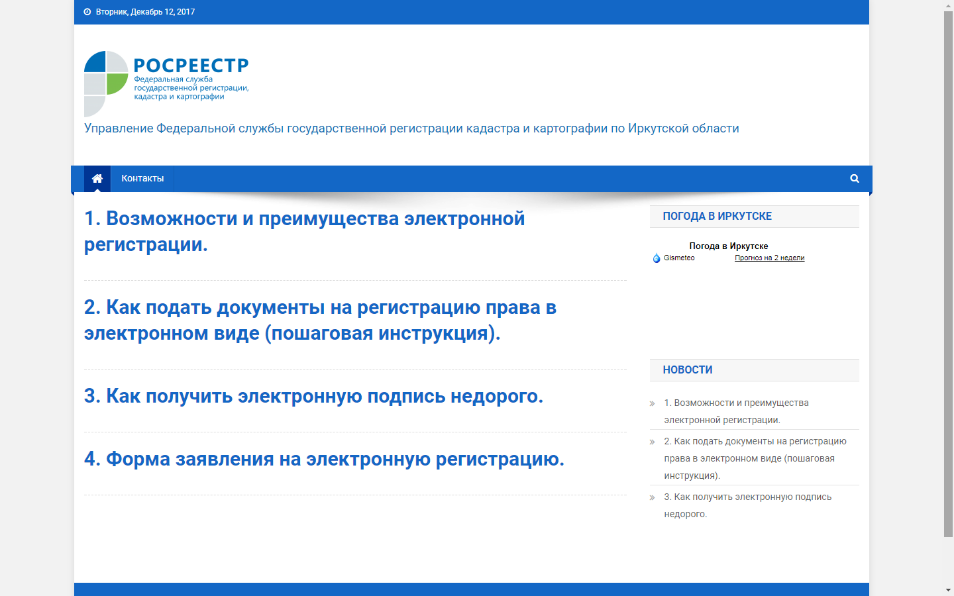 Вторник, Декабрь 12, 2017
РОСРЕЕСТР
Федеральная служба
государственной регистрации,
кадастра и картографии
Управление Федеральной службы государственной регистрации кадастра и картографии по Иркутской области
Контакты
1. Возможности и преимущества электронной
регистрации.
2. Как подать документы на регистрацию права в
электронном виде (пошаговая инструкция).
3. Как получить электронную подпись недорого.
4. Форма заявления на электронную регистрацию.
ПОГОДА В ИРКУТСКЕ
Погода в Иркутске
Gismeteo Прогноз на 2 недели
НОВОСТИ
1. Возможности и преимущества
электронной регистрации.
2. Как подать документы на регистрацию
права в электронном виде (пошаговая
инструкция).
3. Как получить электронную подпись
недорого.